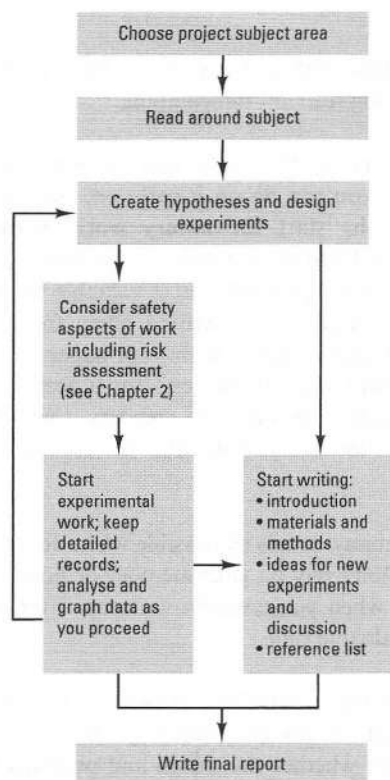 Choose project subject area
Read around subject
Create hypotheses and design
experiments
Consider safety
aspects of work
including risk
assessment
(see Chapter 2)
Start
experimental
work; keep
detailed
records;
analyse and
graph data as
you proceed
Start writing:
• introduction
• materials and
methods
• ideas for new
experiments
and
discussion
• reference list
Write final report